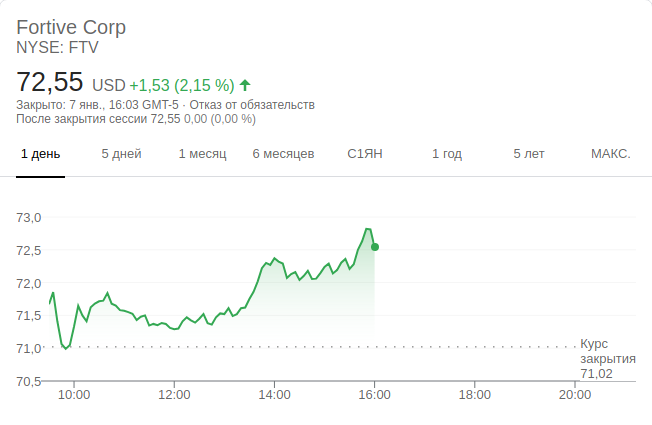 Fortive Corp
NYSE: FTV
72,55 USD +1,53 (2,15 %)
Закрыто: 7 янв., 16:03 GMT-5 · Отказ от обязательств
После закрытия сессии 72,55 0,00 (0,00 %)
1 день 5 дней 1 месяц 6 месяцев С1ЯН 1 год 5 лет МАКС.
73,0
72,5
72,0
71,5
71,0
70,5
Курс
закрытия
71,02
10:00 12:00 14:00 16:00 18:00 20:00